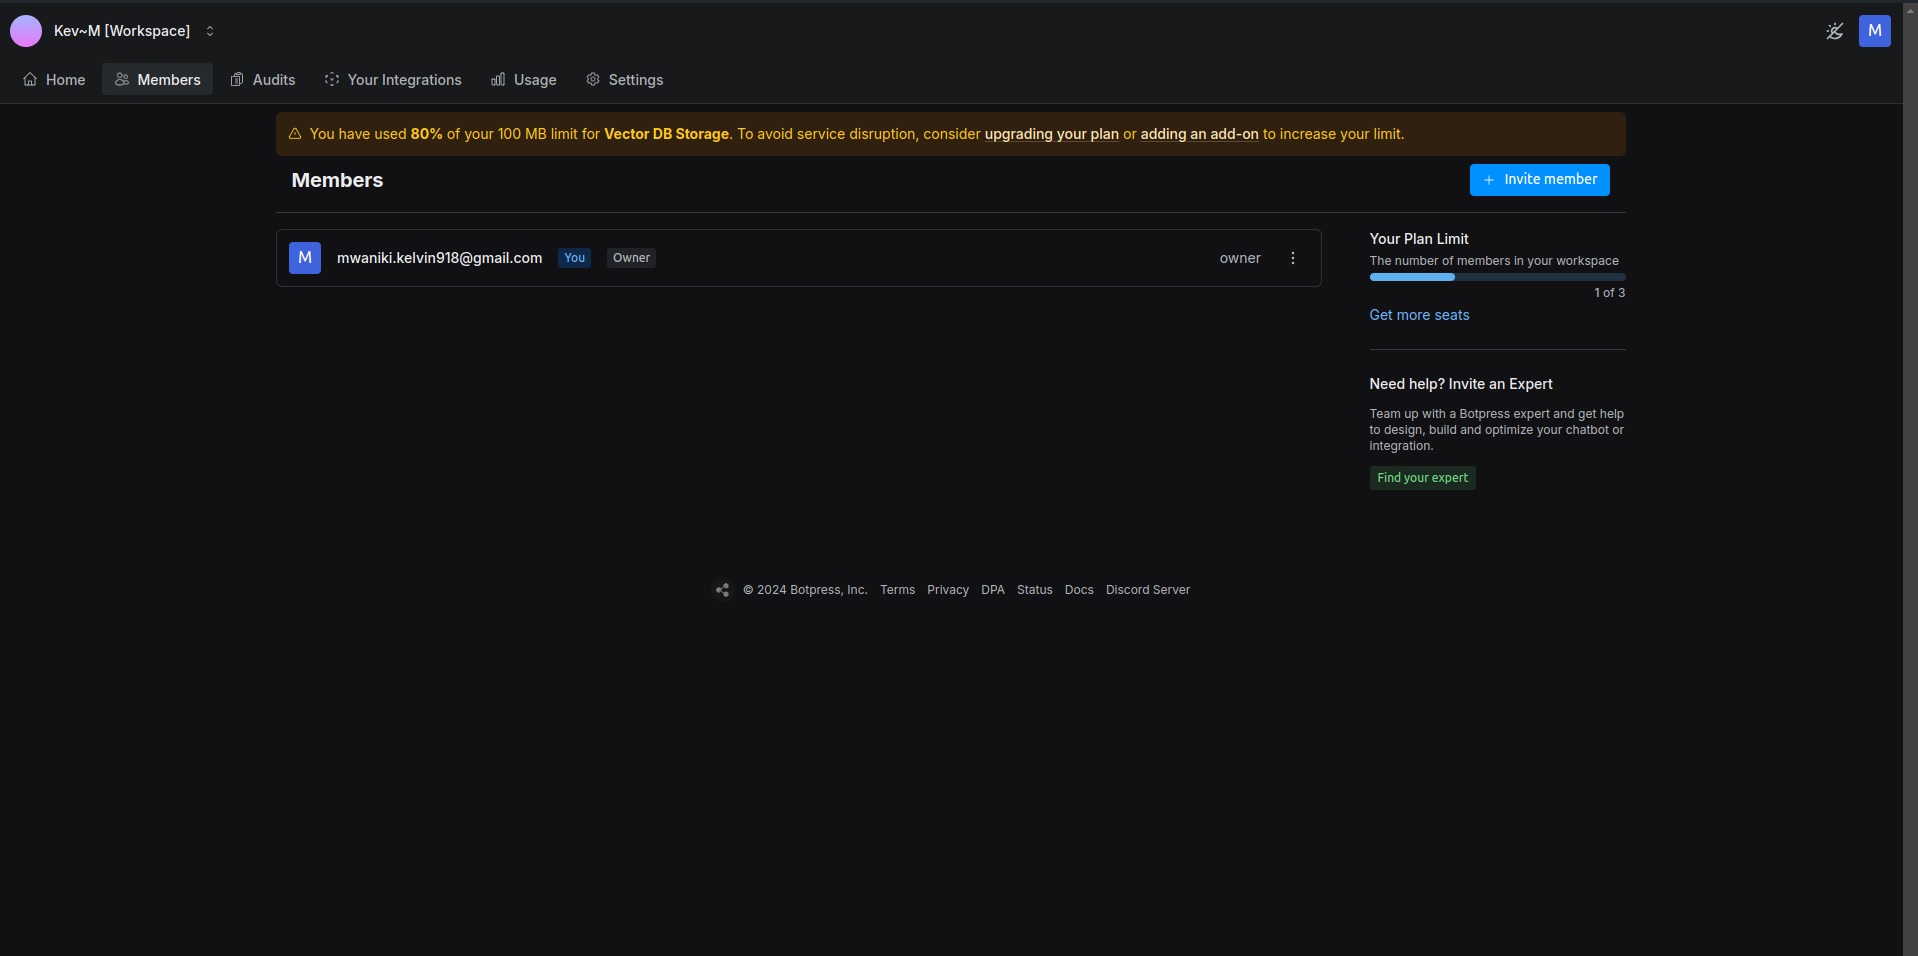 Kev~M [Workspace]
M
Home Members Audits Your Integrations Usage Settings
You have used 80% of your 100 MB limit for Vector DB Storage. To avoid service disruption, consider upgrading your plan or adding an add-on to increase your limit.
Members
+ Invite member
M mwaniki.kelvin918@gmail.com You Owner owner
Your Plan Limit
The number of members in your workspace
1 of 3
Get more seats
Need help? Invite an Expert
Team up with a Botpress expert and get help
to design, build and optimize your chatbot or
integration.
Find your expert
© 2024 Botpress, Inc. Terms Privacy DPA Status Docs Discord Server